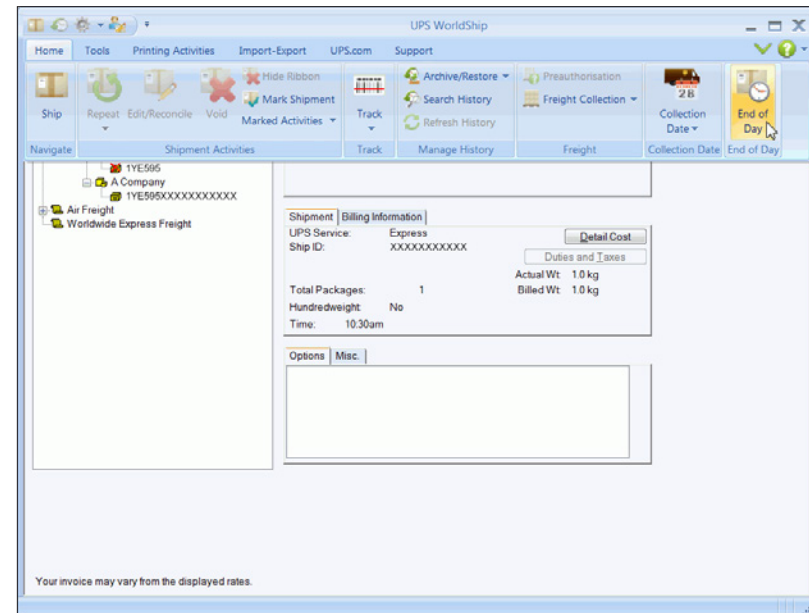 UPS WorldShip
Home Tools Printing Activities Import-Export UPS.com Support
Ship
Repeat
Edit/Reconcile
Void
Hide Ribbon
Mark Shipment
Marked Activities
Track
Archive/Restore
Search History
Refresh History
Preauthorisation
Freight Collection
28
Collection
Date
End of
Day
Navigate Shipment Activities Track Manage History Freight Collection Date End of Day
1YE595
A Company
1YE595XXXXXXXXXXX
Air Freight
Worldwide Express Freight
Shipment Billing Information
UPS Service: Express
Detail Cost
Ship ID: XXXXXXXXXXX
Duties and Taxes
Actual Wt 1.0 kg
Total Packages: 1 Billed Wt 1.0 kg
Hundredweight No
Time: 10:30am
Options Misc.
Your invoice may vary from the displayed rates.